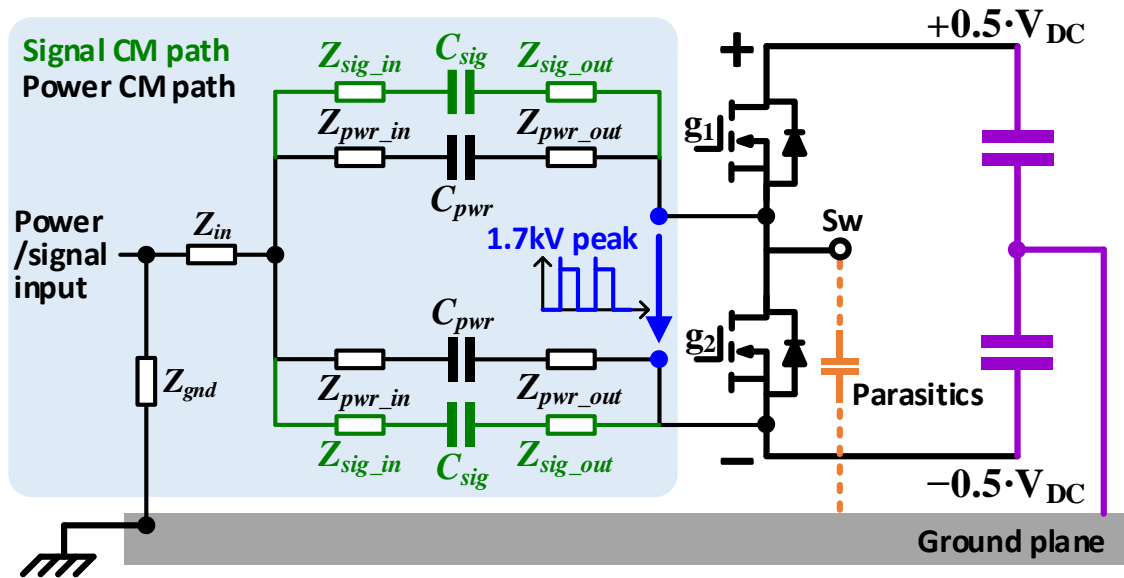 Signal CM path
Power CM path
Z_sig_in
C_sig
Z_sig_out
Z_pwr_in
C_pwr
Z_pwr_out
Power
/signal
input
Z_in
Z_gnd
1.7kV peak
C_pwr
Z_pwr_in
Z_pwr_out
Z_sig_in
C_sig
Z_sig_out
+
g1
Sw
g2
Parasitics
−
+0.5·V_DC
−0.5·V_DC
Ground plane